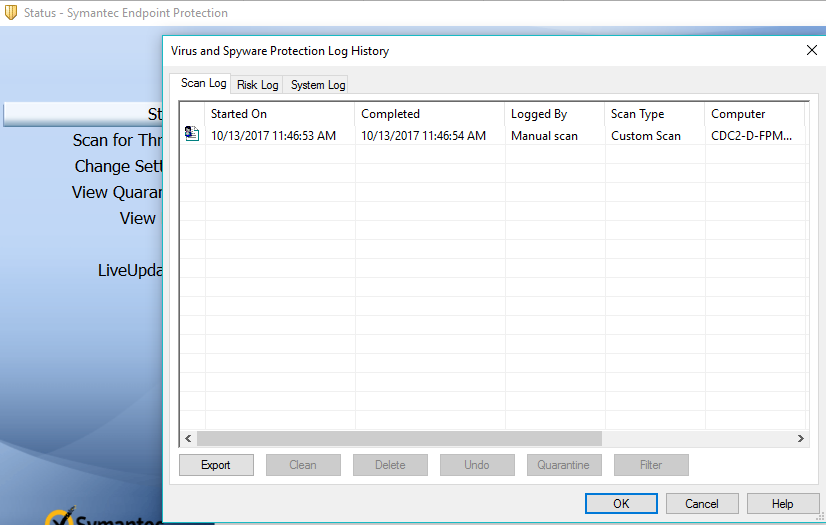 Status - Symantec Endpoint Protection
Virus and Spyware Protection Log History
Scan Log Risk Log System Log
Started On Completed Logged By Scan Type Computer
10/13/2017 11:46:53 AM 10/13/2017 11:46:54 AM Manual scan Custom Scan CDC2-D-FPM...
St
Scan for Thr
Change Sett
View Quaran
View
LiveUpda
Export Clean Delete Undo Quarantine Filter
OK Cancel Help
Symantec